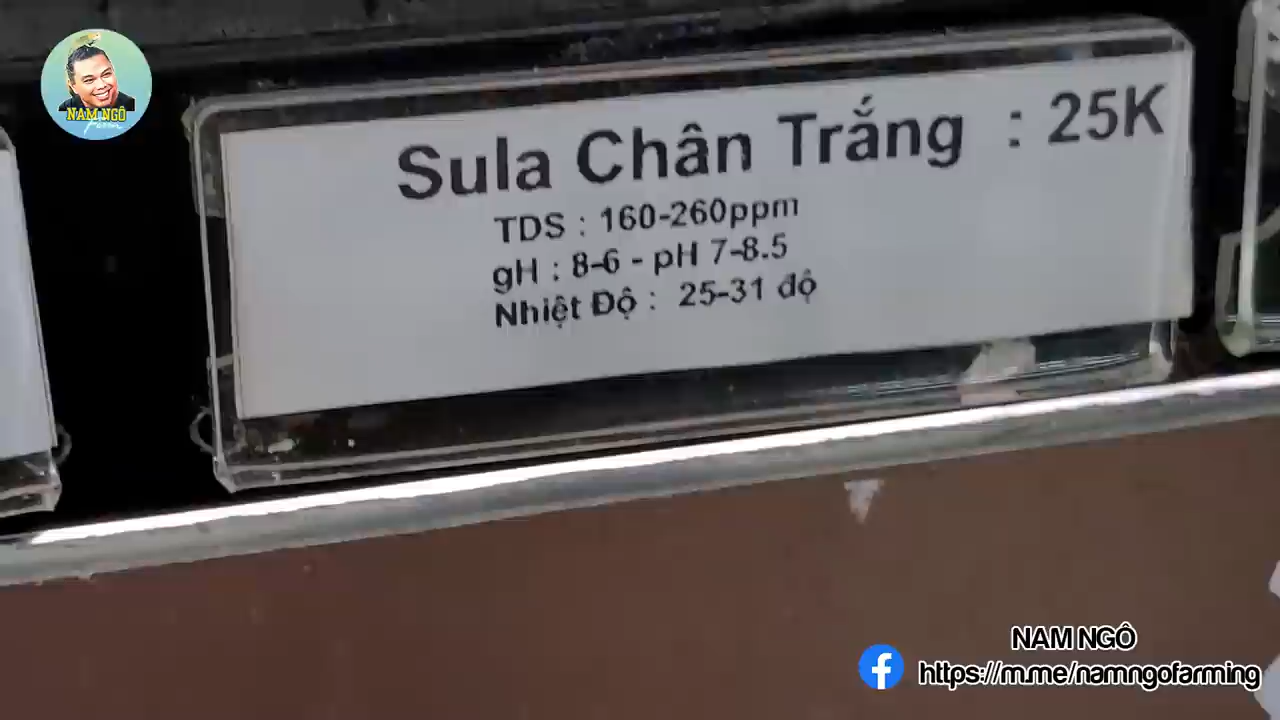 NAM NGÔ
Farm
Sula Chân Trắng : 25K
TDS : 160-260ppm
gH : 8-6 - pH 7-8.5
Nhiệt Độ : 25-31 độ
NAM NGÔ
https://m.me/namngofarming